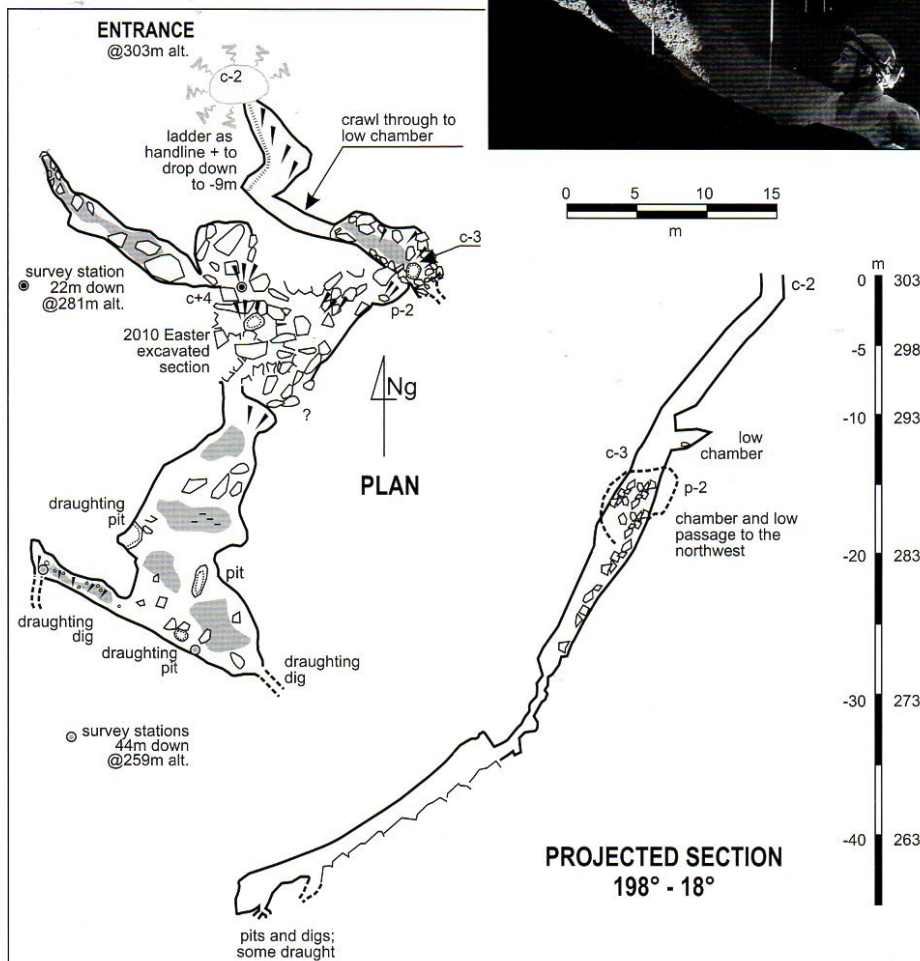 ENTRANCE
@303m alt.
c-2
ladder as
handline + to
drop down
to -9m
crawl through to
low chamber
c-3
p-2
survey station
22m down
@281m alt.
c+4
2010 Easter
excavated
section
?
Ng
PLAN
draughting
pit
pit
draughting
dig
draughting
pit
draughting
dig
survey stations
44m down
@259m alt.
0 5 10 15
m
m
0 303
c-2
-5 298
-10 293
low
chamber
c-3
p-2
chamber and low
passage to the
northwest
-20 283
-30 273
-40 263
PROJECTED SECTION
198° - 18°
pits and digs;
some draught